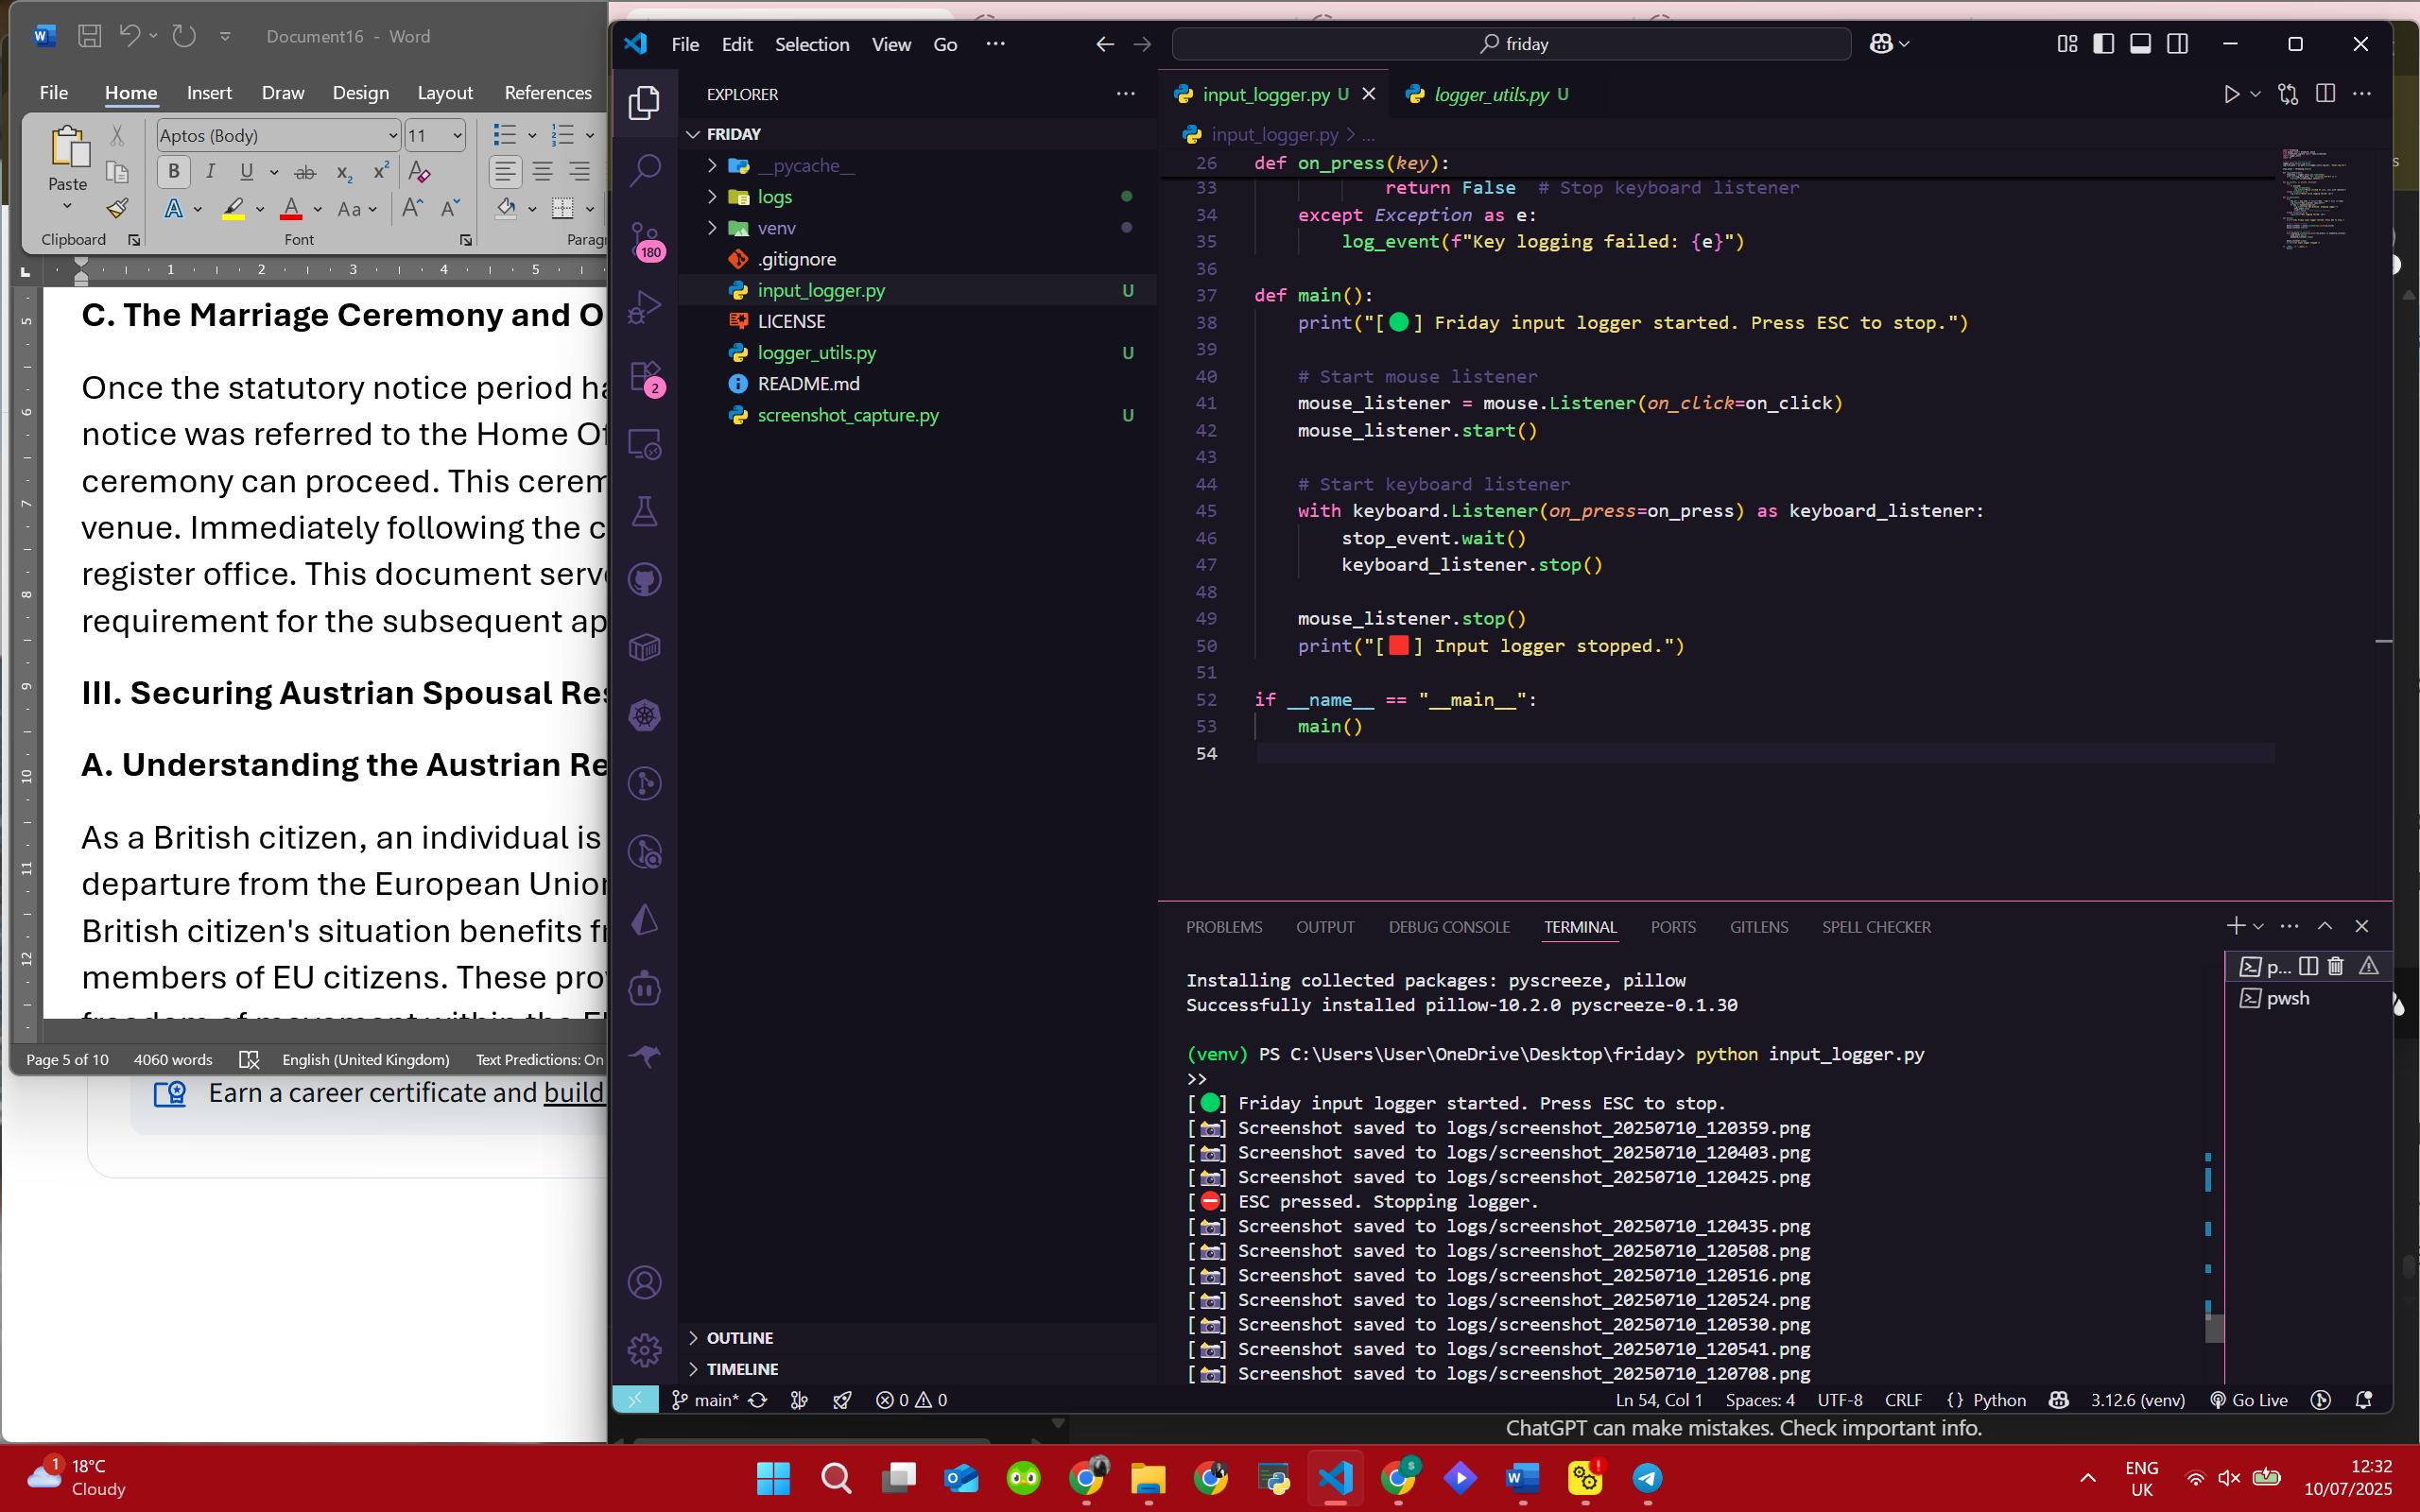 Document16 - Word
File Home Insert Draw Design Layout References
Paste
Aptos (Body) 11
Clipboard Font Paragr
C. The Marriage Ceremony and O
Once the statutory notice period ha
notice was referred to the Home Of
ceremony can proceed. This cerem
venue. Immediately following the c
register office. This document serve
requirement for the subsequent ap
III. Securing Austrian Spousal Res
A. Understanding the Austrian Re
As a British citizen, an individual is
departure from the European Union
British citizen's situation benefits fr
members of EU citizens. These prov
Page 5 of 10 4060 words English (United Kingdom) Text Predictions: On
Earn a career certificate and build
File Edit Selection View Go ... friday
EXPLORER
FRIDAY
__pycache__
logs
venv
.gitignore
input_logger.py U
LICENSE
logger_utils.py U
README.md
screenshot_capture.py U
OUTLINE
TIMELINE
180
2
input_logger.py U logger_utils.py U
input_logger.py > ...
26 def on_press(key):
33 return False # Stop keyboard listener
34 except Exception as e:
35 log_event(f"Key logging failed: {e}")
36
37 def main():
38 print("[🟢] Friday input logger started. Press ESC to stop.")
39
40 # Start mouse listener
41 mouse_listener = mouse.Listener(on_click=on_click)
42 mouse_listener.start()
43
44 # Start keyboard listener
45 with keyboard.Listener(on_press=on_press) as keyboard_listener:
46 stop_event.wait()
47 keyboard_listener.stop()
48
49 mouse_listener.stop()
50 print("[🟥] Input logger stopped.")
51
52 if __name__ == "__main__":
53 main()
54
PROBLEMS OUTPUT DEBUG CONSOLE TERMINAL PORTS GITLENS SPELL CHECKER
p...
pwsh
Installing collected packages: pyscreeze, pillow
Successfully installed pillow-10.2.0 pyscreeze-0.1.30
(venv) PS C:\Users\User\OneDrive\Desktop\friday> python input_logger.py
>>
[🟢] Friday input logger started. Press ESC to stop.
[📸] Screenshot saved to logs/screenshot_20250710_120359.png
[📸] Screenshot saved to logs/screenshot_20250710_120403.png
[📸] Screenshot saved to logs/screenshot_20250710_120425.png
[⛔] ESC pressed. Stopping logger.
[📸] Screenshot saved to logs/screenshot_20250710_120435.png
[📸] Screenshot saved to logs/screenshot_20250710_120508.png
[📸] Screenshot saved to logs/screenshot_20250710_120516.png
[📸] Screenshot saved to logs/screenshot_20250710_120524.png
[📸] Screenshot saved to logs/screenshot_20250710_120530.png
[📸] Screenshot saved to logs/screenshot_20250710_120541.png
[📸] Screenshot saved to logs/screenshot_20250710_120708.png
main* 0 0 Ln 54, Col 1 Spaces: 4 UTF-8 CRLF {} Python 3.12.6 (venv) Go Live
ChatGPT can make mistakes. Check important info.
1 18°C
Cloudy
ENG
UK
12:32
10/07/2025